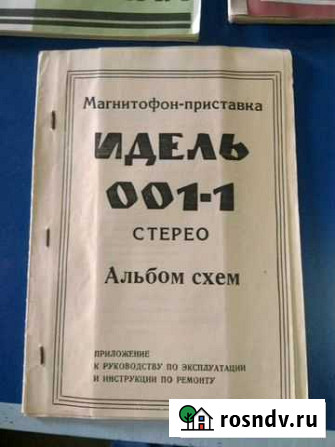 Магнитофон-приставка
ИДЕЛЬ
001-1
СТЕРЕО
Альбом схем
ПРИЛОЖЕНИЕ
К РУКОВОДСТВУ ПО ЭКСПЛУАТАЦИИ
И ИНСТРУКЦИИ ПО РЕМОНТУ
rosndv.ru